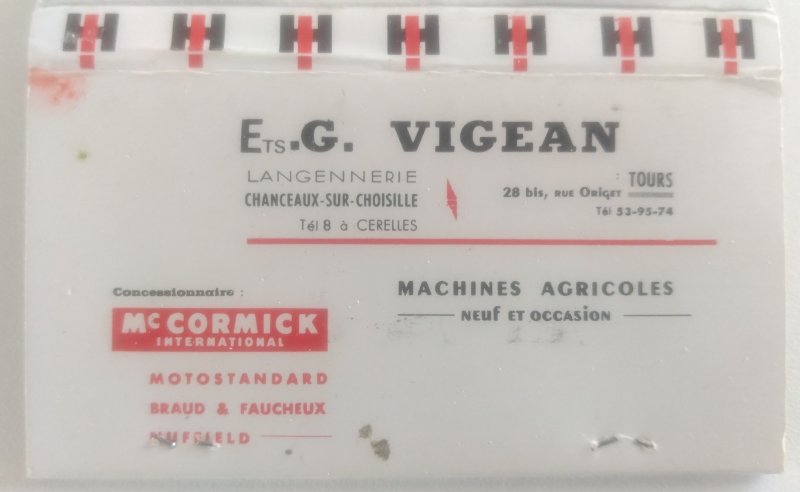 ETS.G. VIGEAN
LANGENNERIE
CHANCEAUX-SUR-CHOISILLE
Tél 8 à CERELLES
: TOURS
28 bis, RUE ORIGET
Tél 53-95-74
Concessionnaire :
MCCORMICK
INTERNATIONAL
MOTOSTANDARD
BRAUD & FAUCHEUX
NUFFIELD
MACHINES AGRICOLES
NEUF ET OCCASION